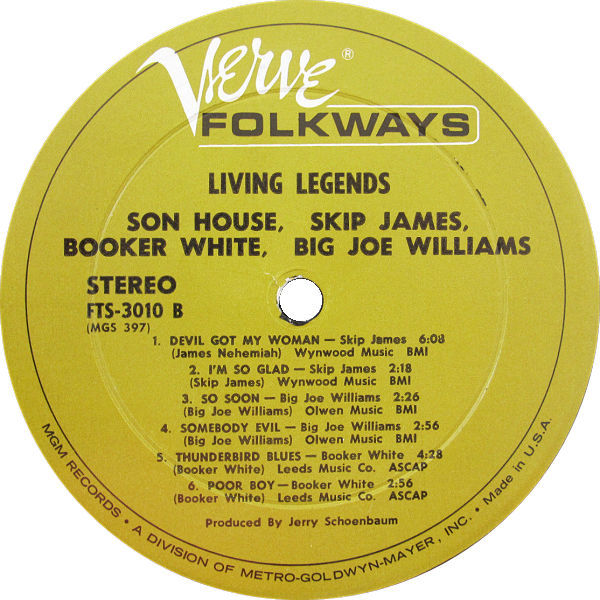 Verve®
FOLKWAYS
LIVING LEGENDS
SON HOUSE, SKIP JAMES,
BOOKER WHITE, BIG JOE WILLIAMS
STEREO
FTS-3010 B
(MGS 397)
1. DEVIL GOT MY WOMAN — Skip James 6:08
(James Nehemiah) Wynwood Music BMI
2. I'M SO GLAD — Skip James 2:18
(Skip James) Wynwood Music BMI
3. SO SOON — Big Joe Williams 2:26
(Big Joe Williams) Olwen Music BMI
4. SOMEBODY EVIL — Big Joe Williams 2:56
(Big Joe Williams) Olwen Music BMI
5. THUNDERBIRD BLUES — Booker White 4:28
(Booker White) Leeds Music Co. ASCAP
6. POOR BOY — Booker White 2:56
(Booker White) Leeds Music Co. ASCAP
Produced By Jerry Schoenbaum
MGM RECORDS • A DIVISION OF METRO-GOLDWYN-MAYER, INC. • Made in U.S.A.